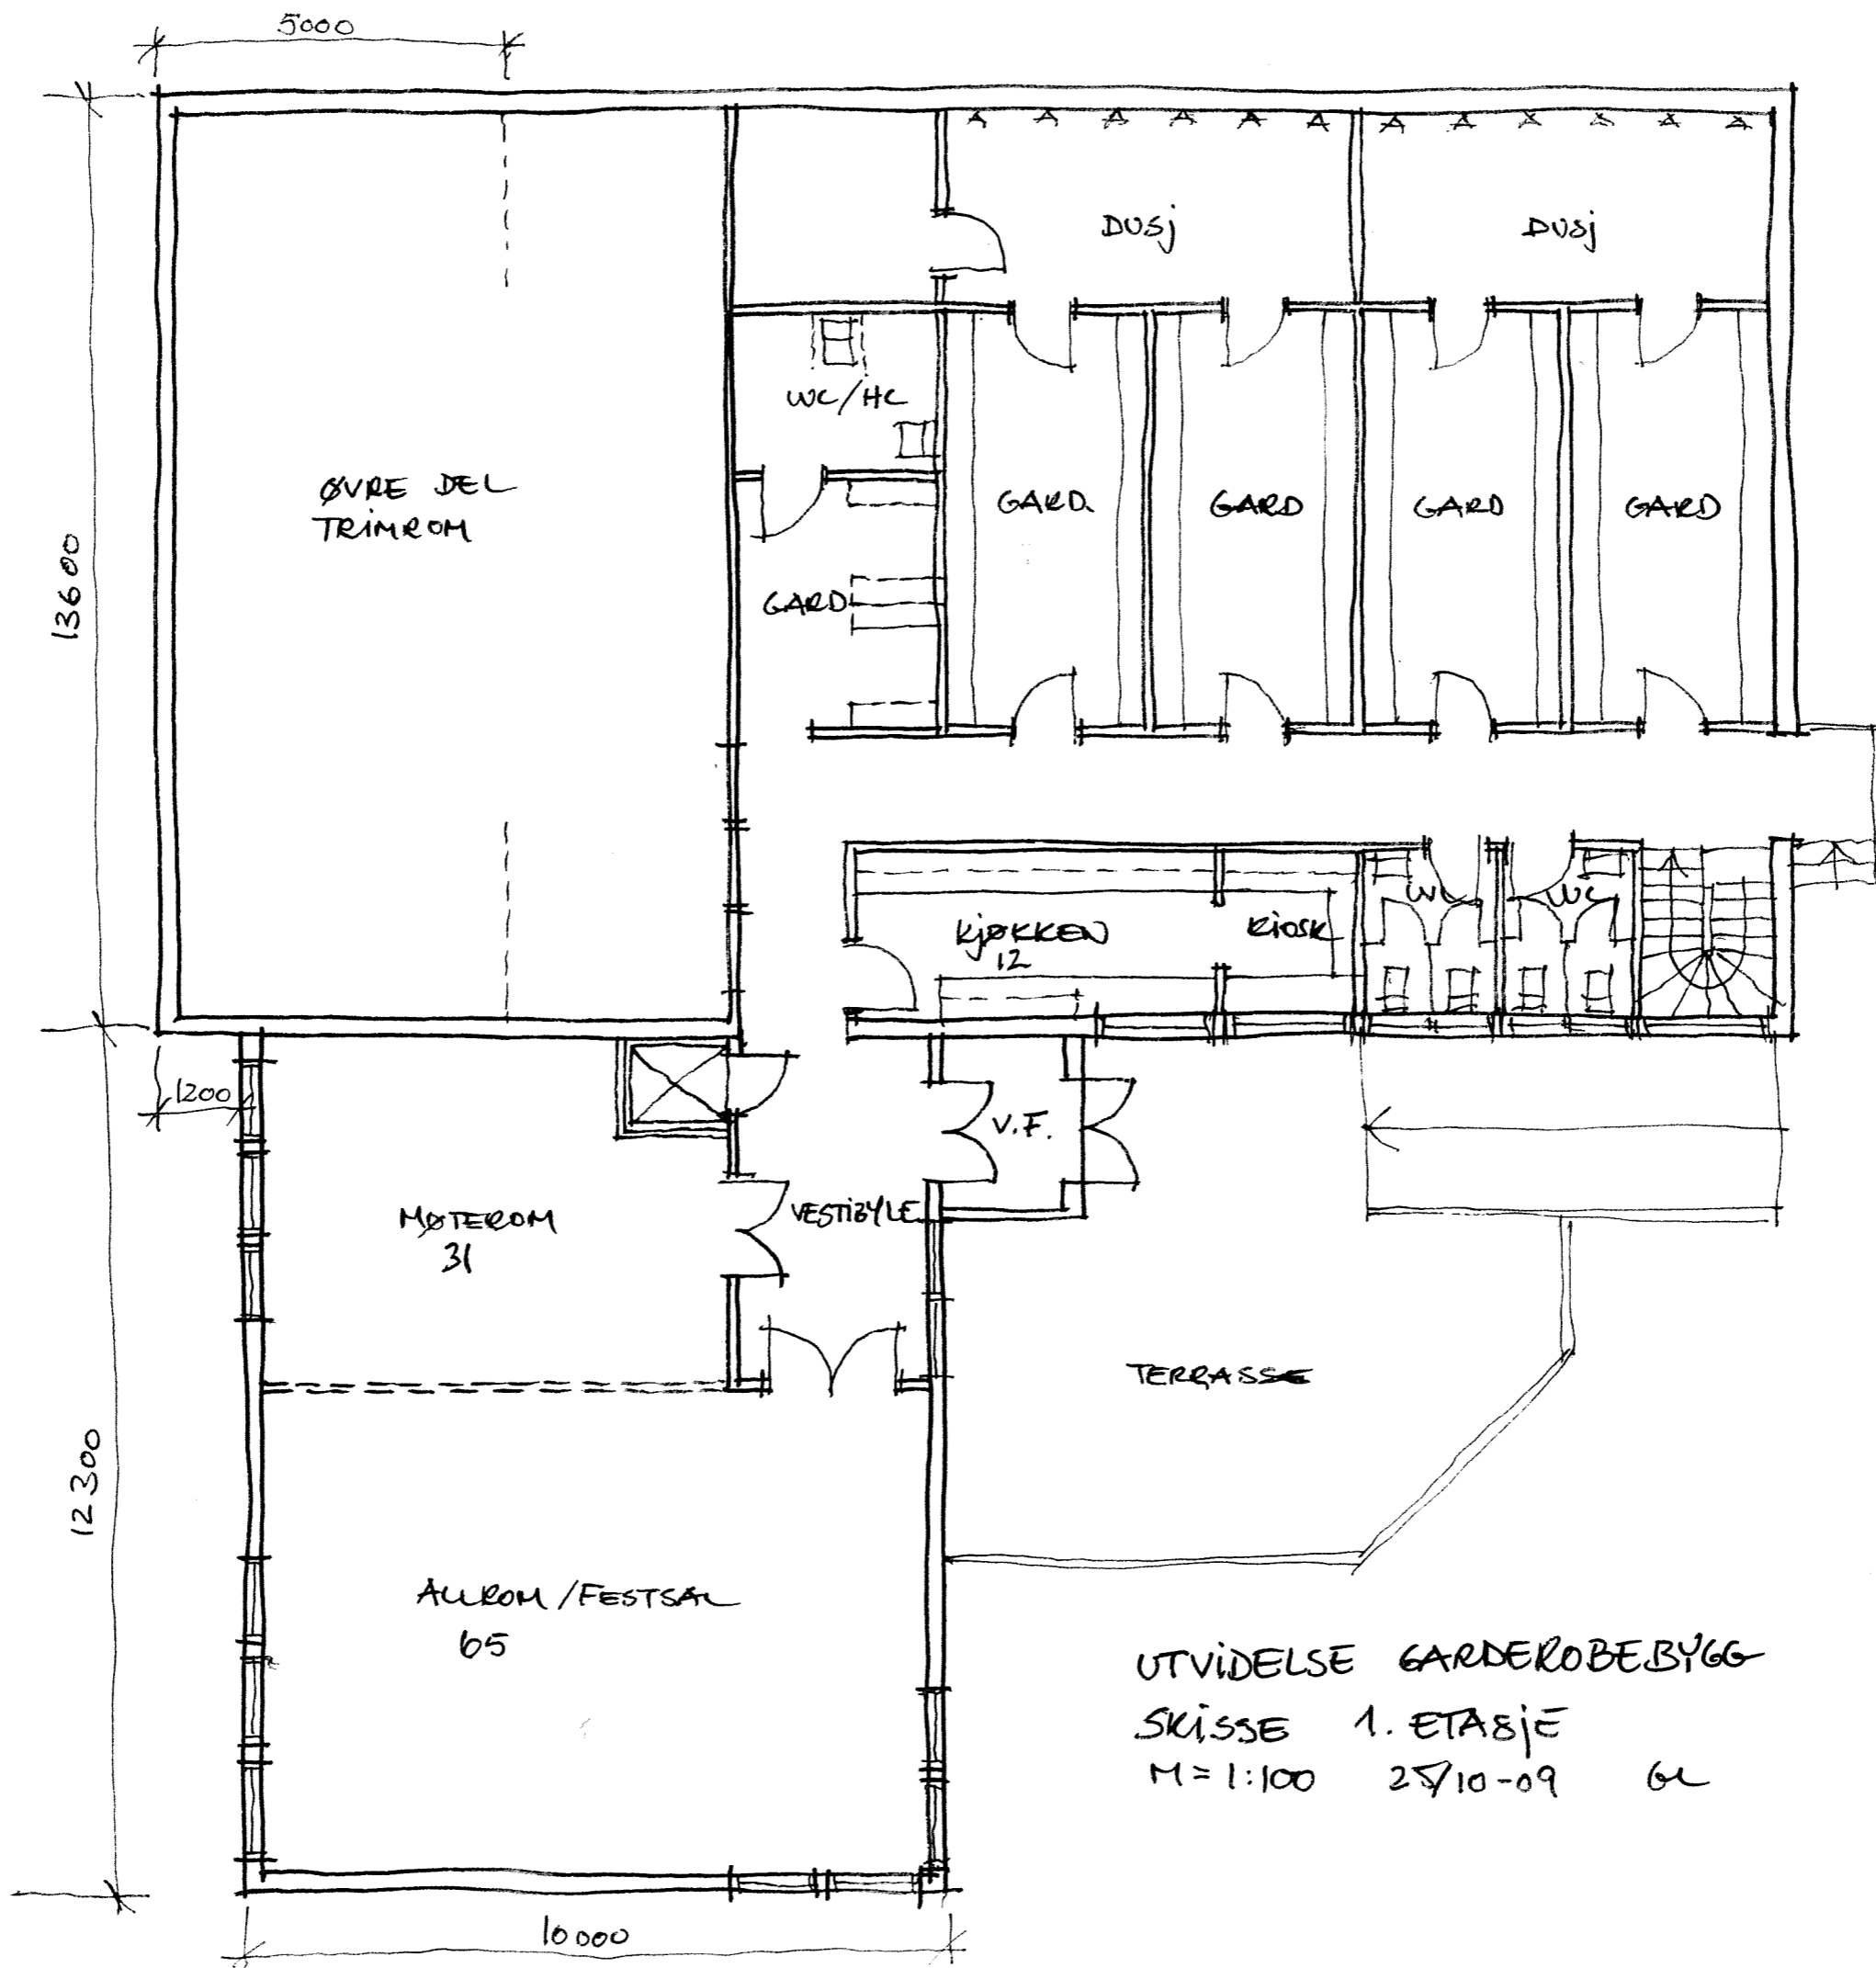 5000
DUSj
DUSj
WC/HC
ØVRE DEL
TRIMROM
GARD.
GARD
GARD
GARD
13600
GARD
WC
WC
KJØKKEN
12
KIOSK
1200
V.F.
MØTEROM
31
VESTIBYLE
TERRASSE
12300
ALLROM/FESTSAL
65
UTVIDELSE GARDEROBEBYGG
SKISSE 1. ETASjE
M=1:100 /10-09 GL
10000